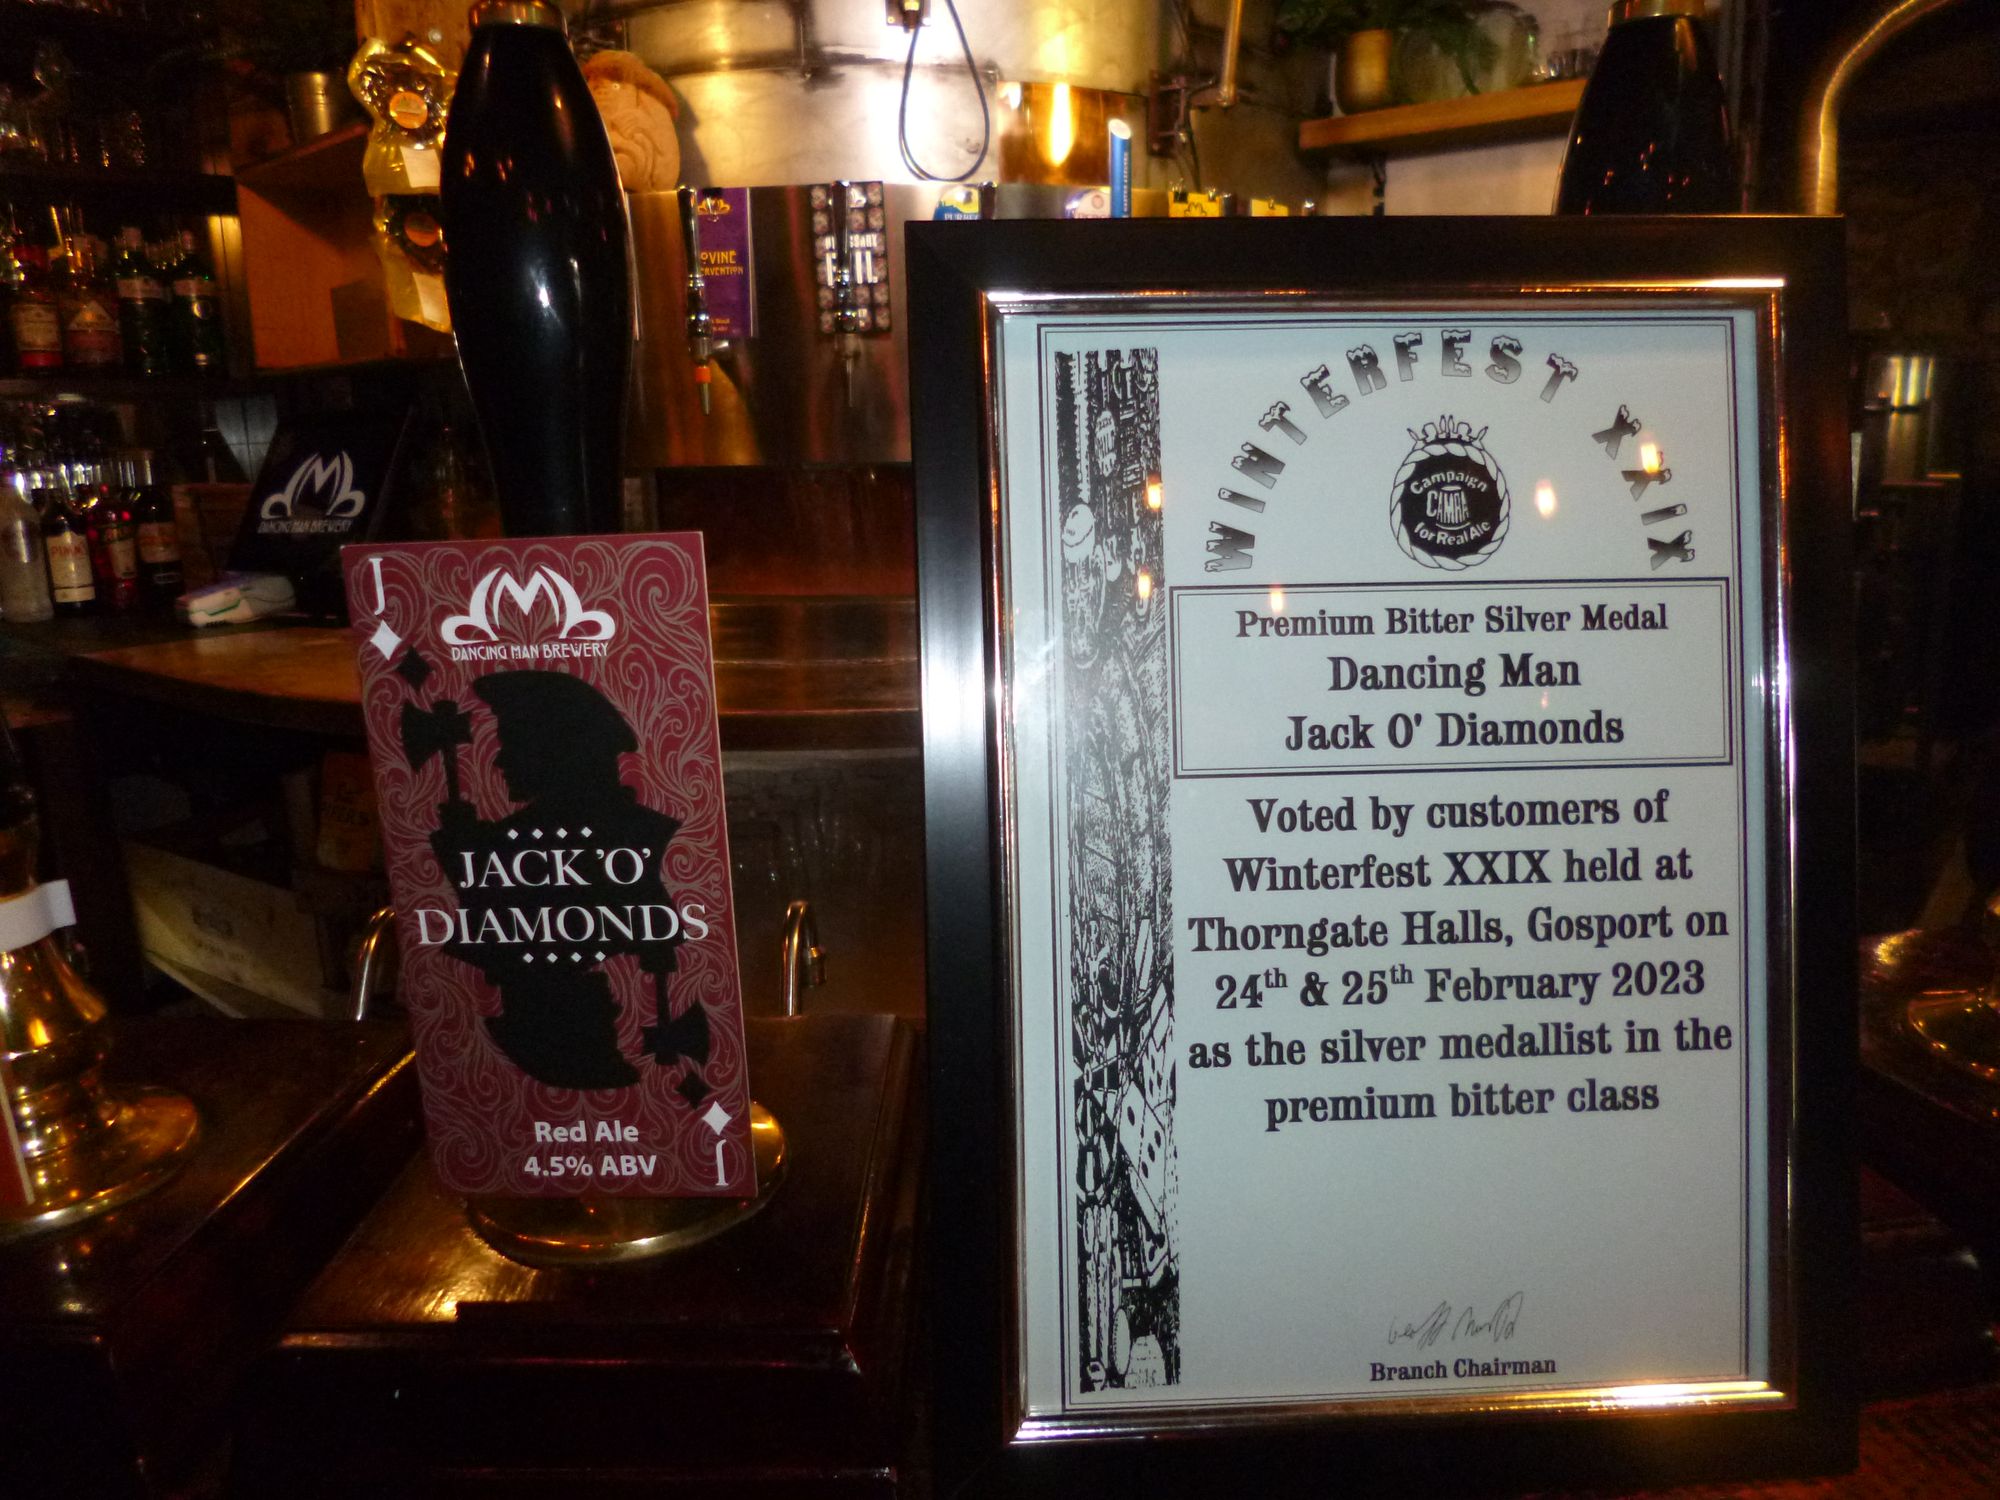 J
DANCING MAN BREWERY
JACK 'O'
DIAMONDS
Red Ale
4.5% ABV
J
WINTERFEST XXIX
Campaign
CAMRA
for Real Ale
Premium Bitter Silver Medal
Dancing Man
Jack O' Diamonds
Voted by customers of
Winterfest XXIX held at
Thorngate Halls, Gosport on
24th & 25th February 2023
as the silver medallist in the
premium bitter class
Branch Chairman
DANCING MAN BREWERY